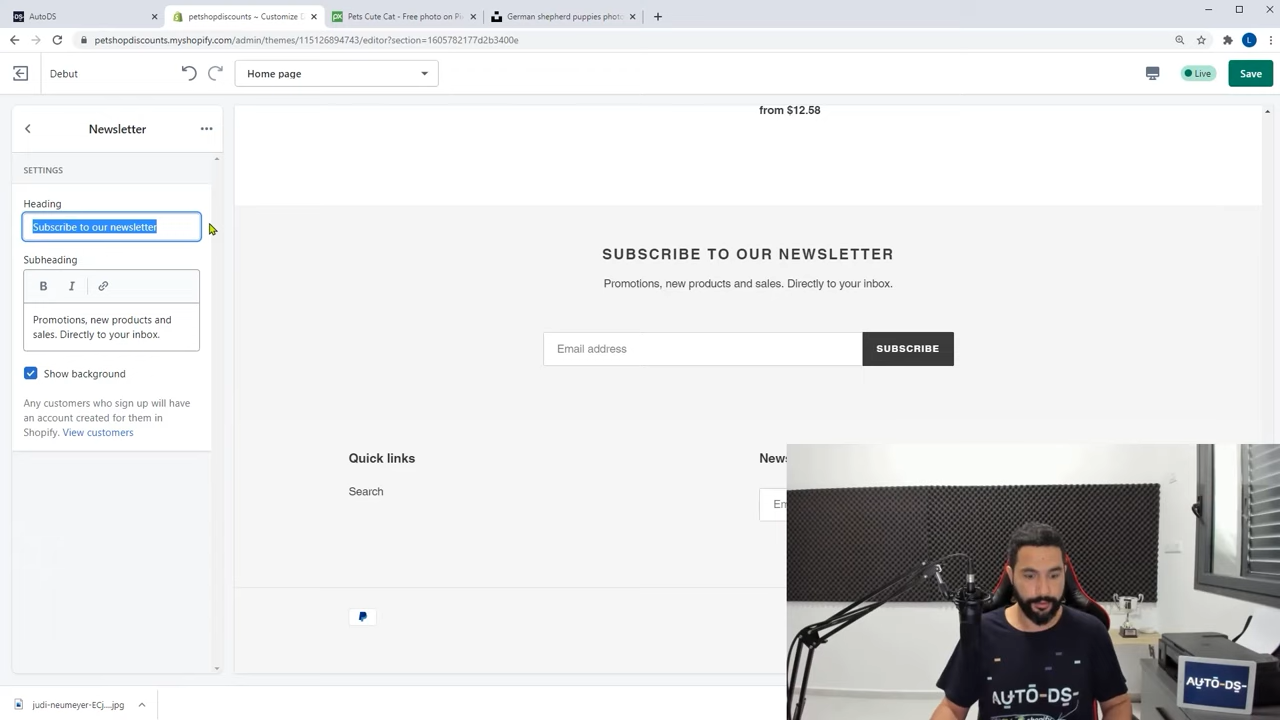 AutoDS
petshopdiscounts ~ Customize D
Pets Cute Cat - Free photo on Pi
German shepherd puppies photo
petshopdiscounts.myshopify.com/admin/themes/115126894743/editor?section=1605782177d2b3400e
L
Debut
Home page
Live
Save
Newsletter
SETTINGS
Heading
Subscribe to our newsletter
Subheading
B I
Promotions, new products and
sales. Directly to your inbox.
Show background
Any customers who sign up will have
an account created for them in
Shopify. View customers
from $12.58
SUBSCRIBE TO OUR NEWSLETTER
Promotions, new products and sales. Directly to your inbox.
Email address
SUBSCRIBE
Quick links
Search
News
Em
AUTO-DS-
shopify
AUTO-DS-
judi-neumeyer-ECj....jpg